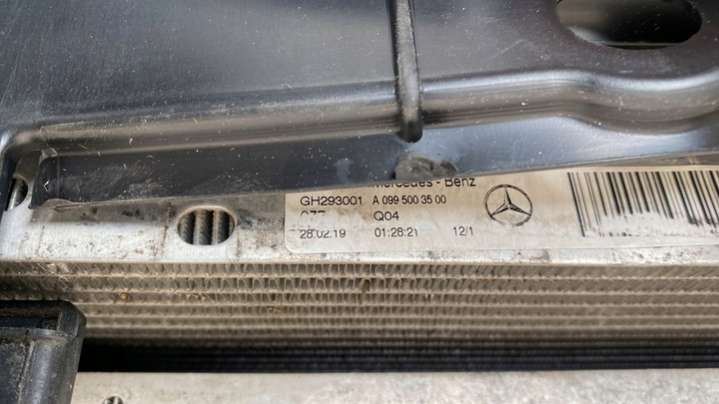 Mercedes - Benz
GH293001 A 099 500 35 00
Q04
28.02.19 01:28:21 12/1